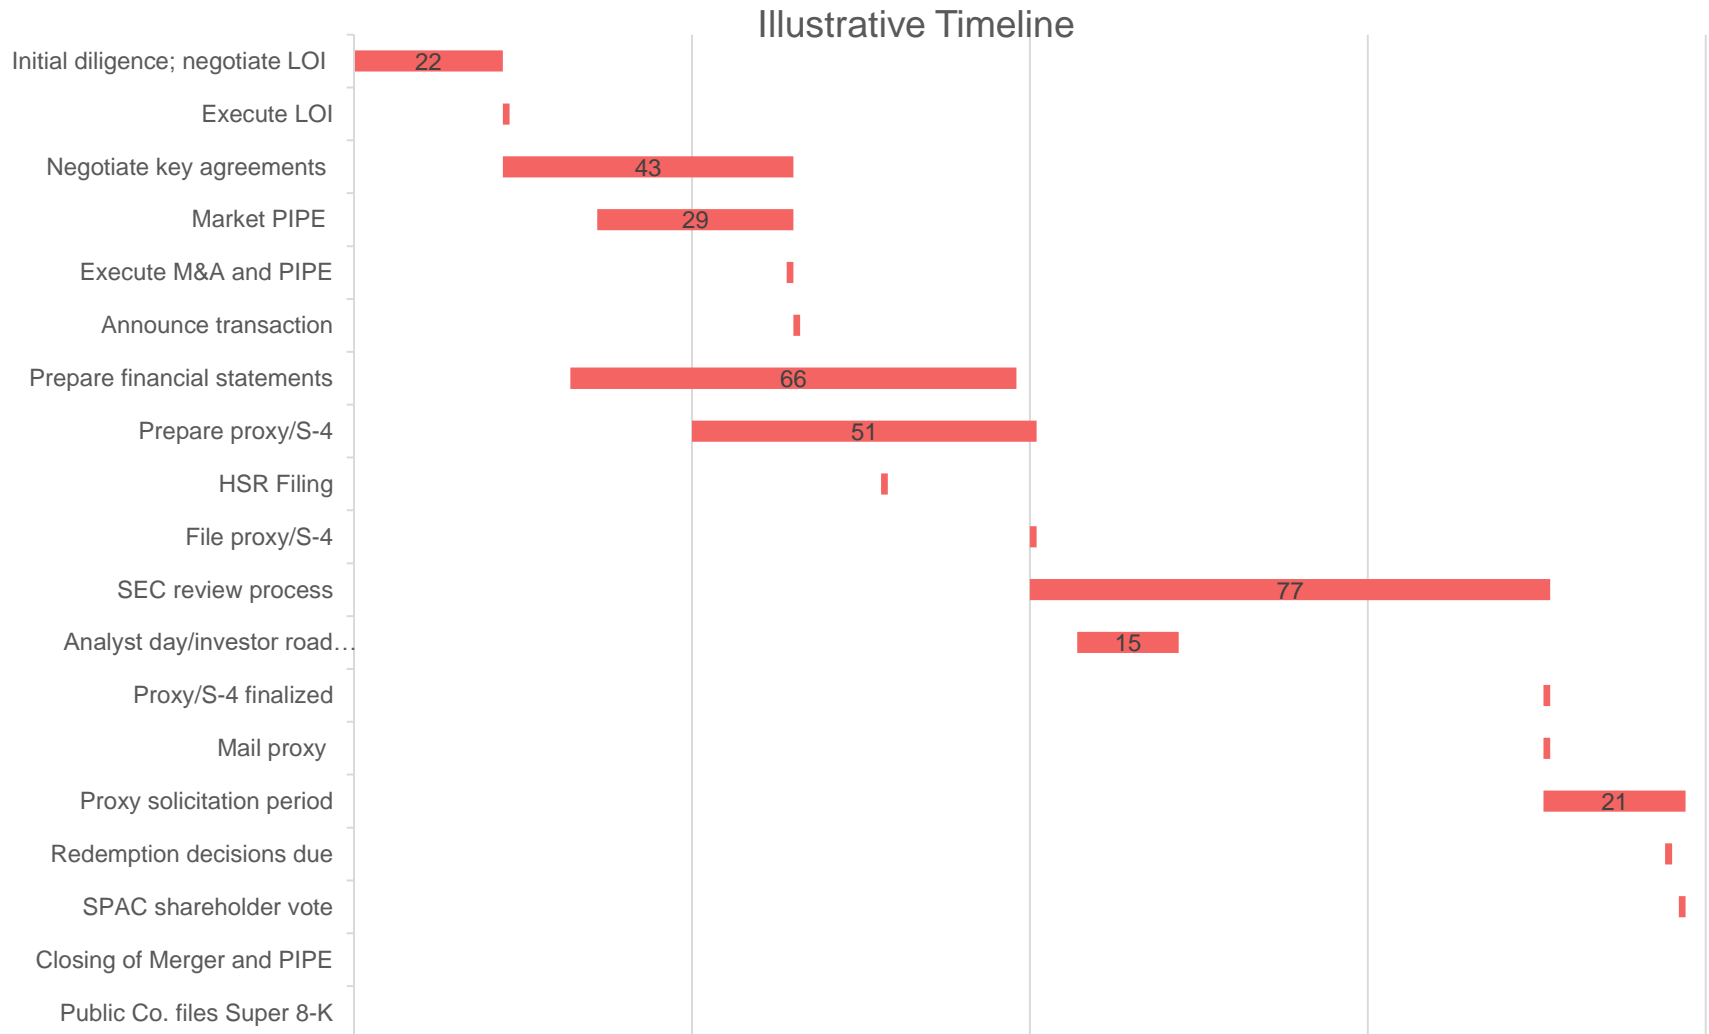 Illustrative Timeline
Initial diligence; negotiate LOI 22
Execute LOI
Negotiate key agreements 43
Market PIPE 29
Execute M&A and PIPE
Announce transaction
Prepare financial statements 66
Prepare proxy/S-4 51
HSR Filing
File proxy/S-4
SEC review process 77
Analyst day/investor road… 15
Proxy/S-4 finalized
Mail proxy
Proxy solicitation period 21
Redemption decisions due
SPAC shareholder vote
Closing of Merger and PIPE
Public Co. files Super 8-K